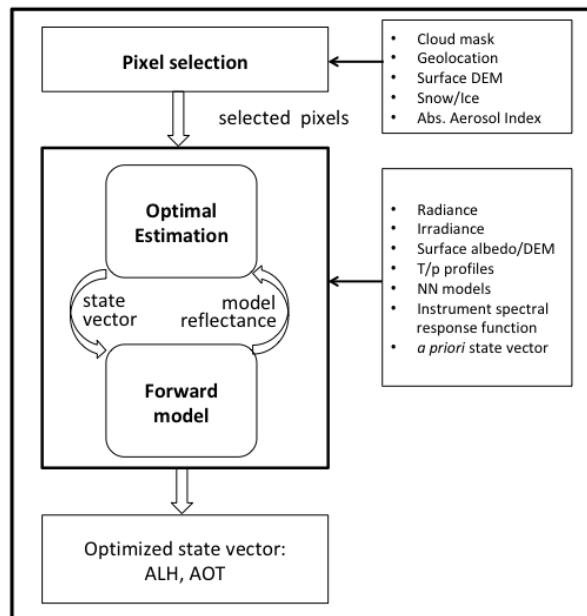 Pixel selection
• Cloud mask
• Geolocation
• Surface DEM
• Snow/Ice
• Abs. Aerosol Index
selected pixels
Optimal
Estimation
state
vector
model
reflectance
Forward
model
• Radiance
• Irradiance
• Surface albedo/DEM
• T/p profiles
• NN models
• Instrument spectral
response function
• a priori state vector
Optimized state vector:
ALH, AOT